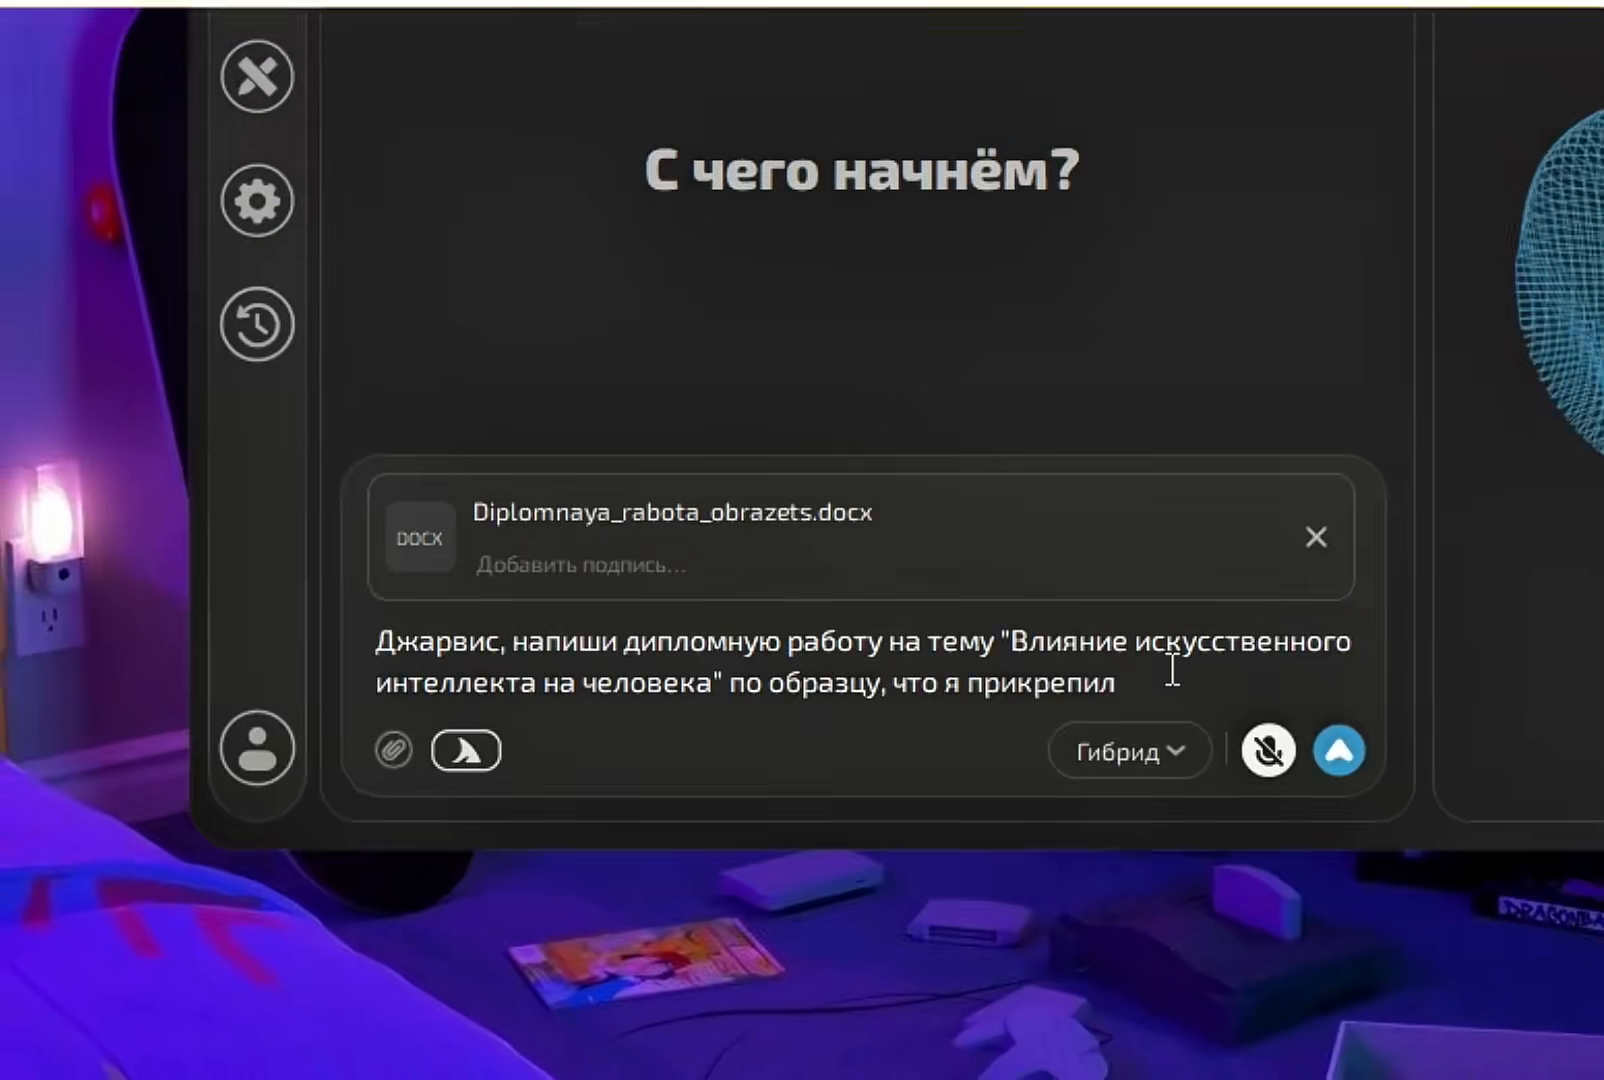 С чего начнём?
DOCX
Diplomnaya_rabota_obrazets.docx
Добавить подпись...
Джарвис, напиши дипломную работу на тему "Влияние искусственного
интеллекта на человека" по образцу, что я прикрепил
Гибрид